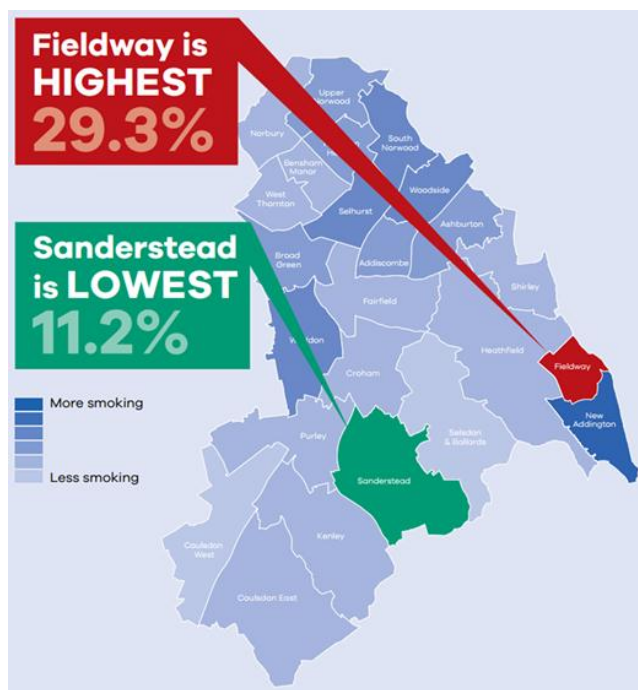 Fieldway is
HIGHEST
29.3%
Sanderstead
is LOWEST
11.2%
Upper
Norwood
Norbury
South
Norwood
Bensham
Manor
Woodside
West
Thornton
Selhurst
Ashburton
Broad
Green
Addiscombe
Shirley
Fairfield
Heathfield
Fieldway
Croham
New
Addington
More smoking
Less smoking
Purley
Selsdon
& Ballards
Sanderstead
Coulsdon
West
Kenley
Coulsdon East